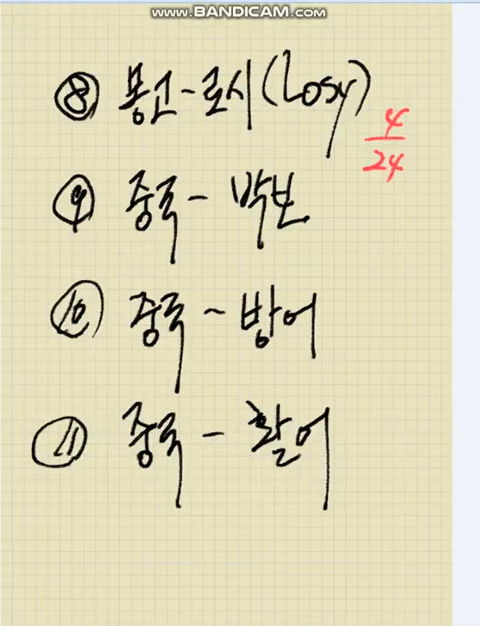 WWW.BANDICAM.COM
⑧ 몽고-로시(Losy)
4/24
⑨ 중국 - 박보
⑩ 중국 - 방어
⑪ 중국 - 활어